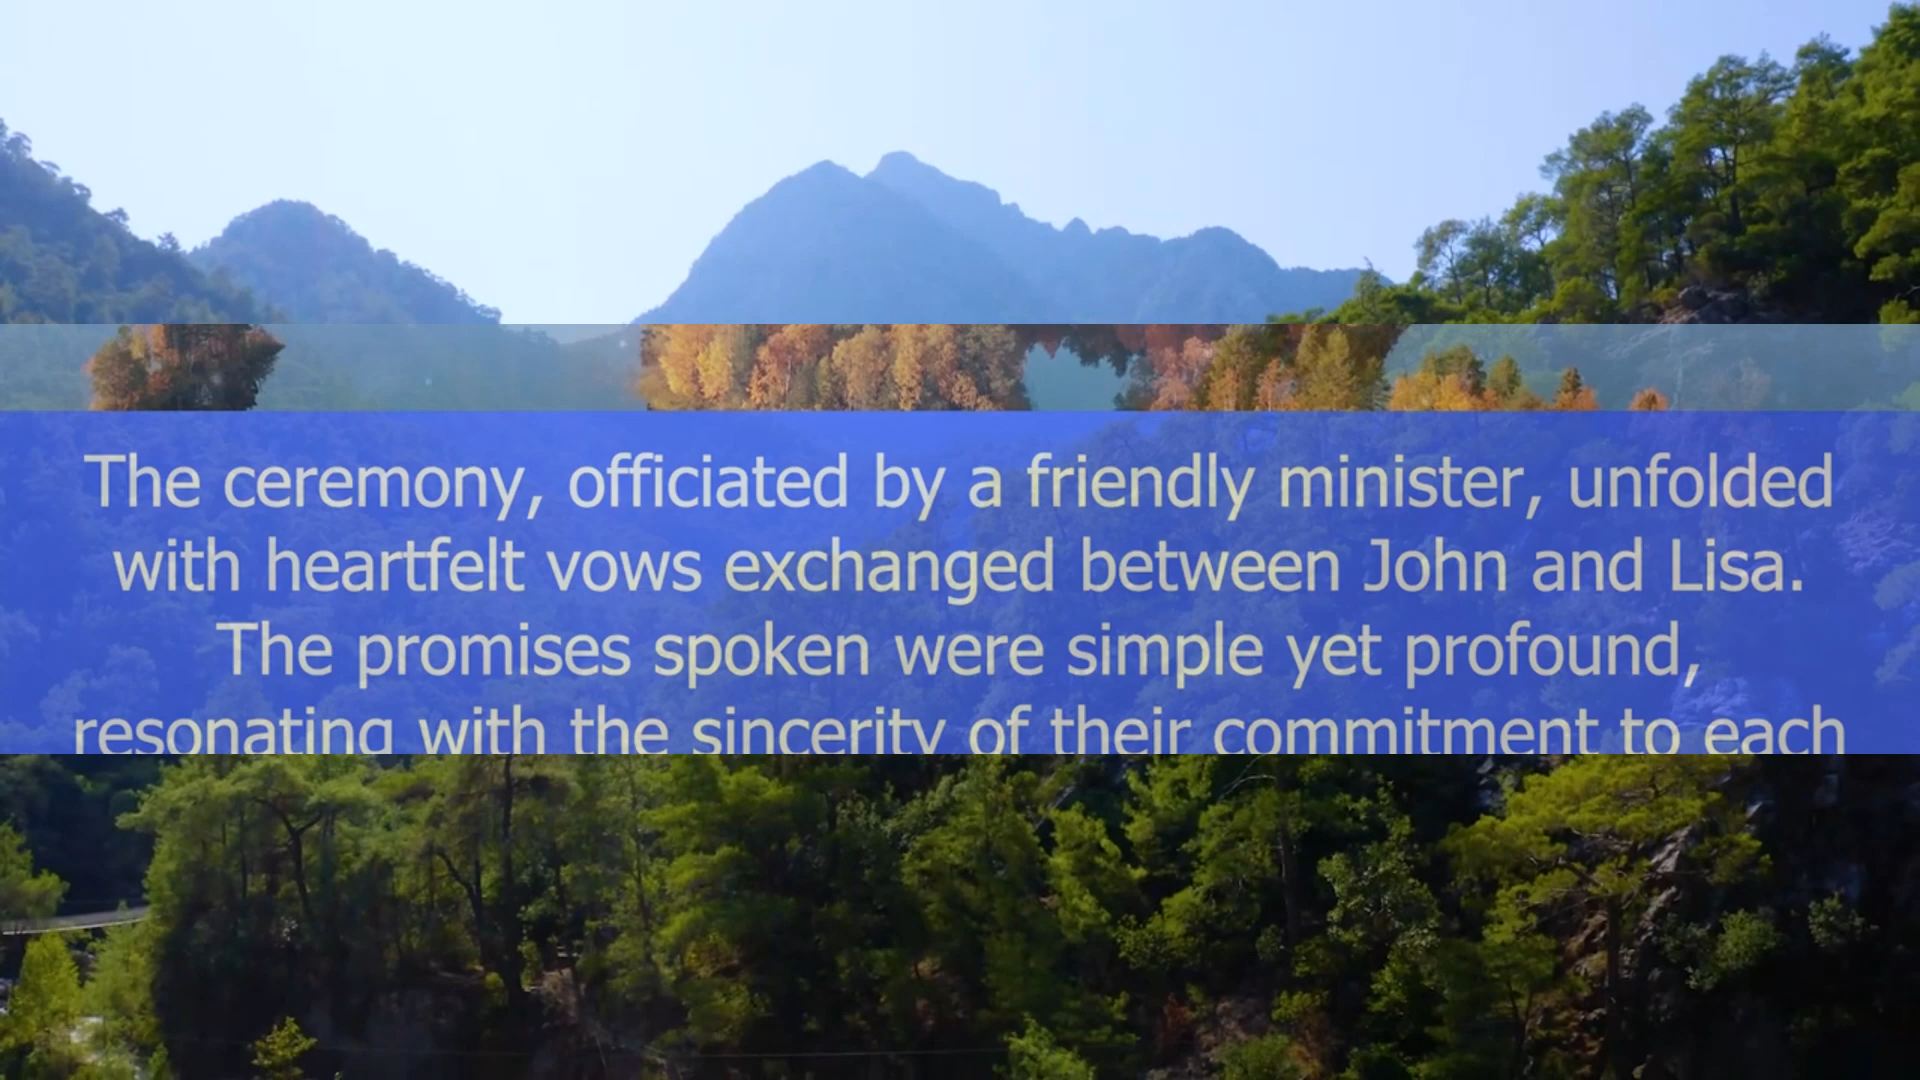 The ceremony, officiated by a friendly minister, unfolded
with heartfelt vows exchanged between John and Lisa.
The promises spoken were simple yet profound,
resonating with the sincerity of their commitment to each